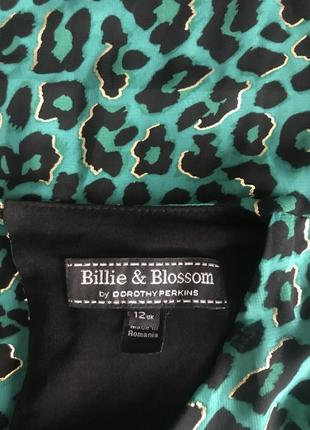 Billie & Blossom
by DOROTHY PERKINS
12 UK
Made in
Romania